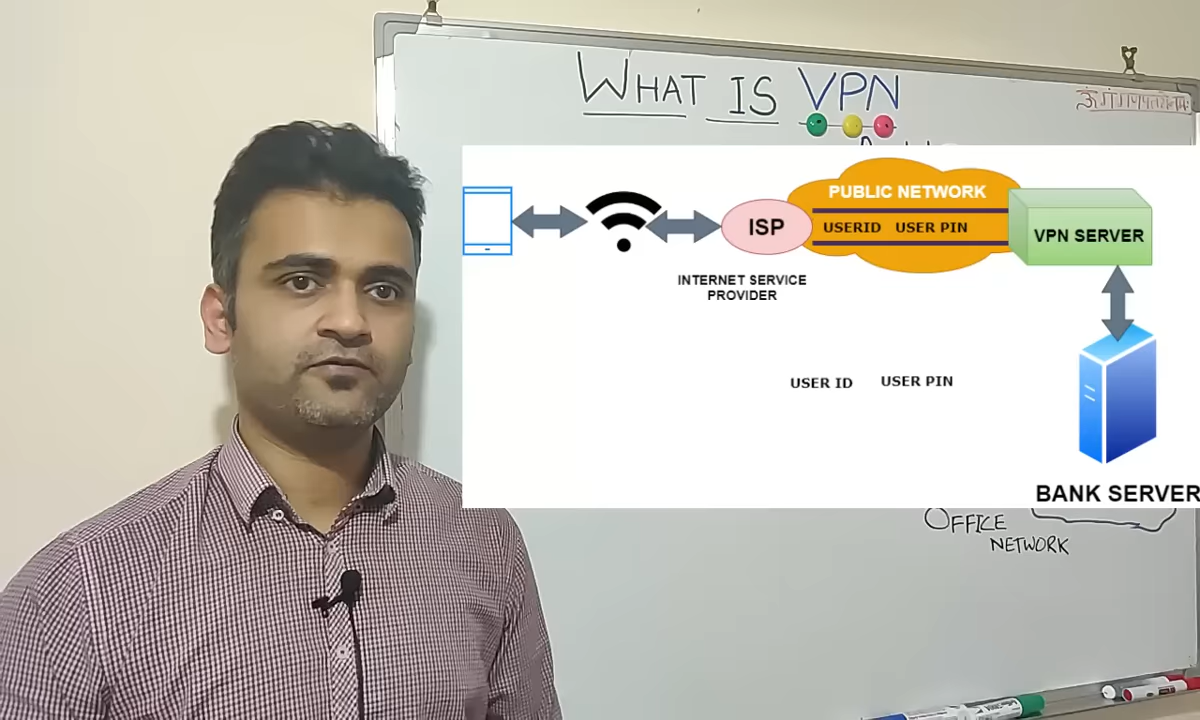 WHAT IS VPN
PUBLIC NETWORK
ISP
USERID USER PIN
VPN SERVER
INTERNET SERVICE
PROVIDER
USER ID USER PIN
BANK SERVER
OFFICE
NETWORK